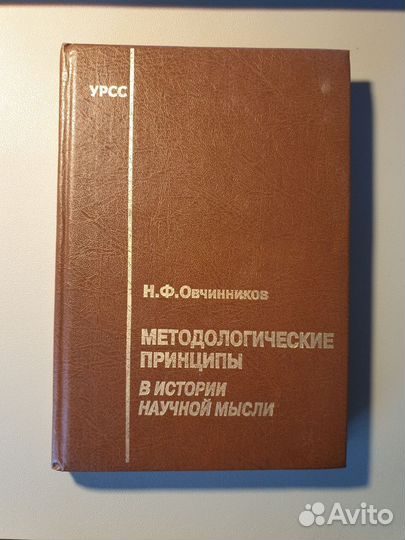 УРСС
Н.Ф.Овчинников
МЕТОДОЛОГИЧЕСКИЕ
ПРИНЦИПЫ
В ИСТОРИИ
НАУЧНОЙ МЫСЛИ
Avito